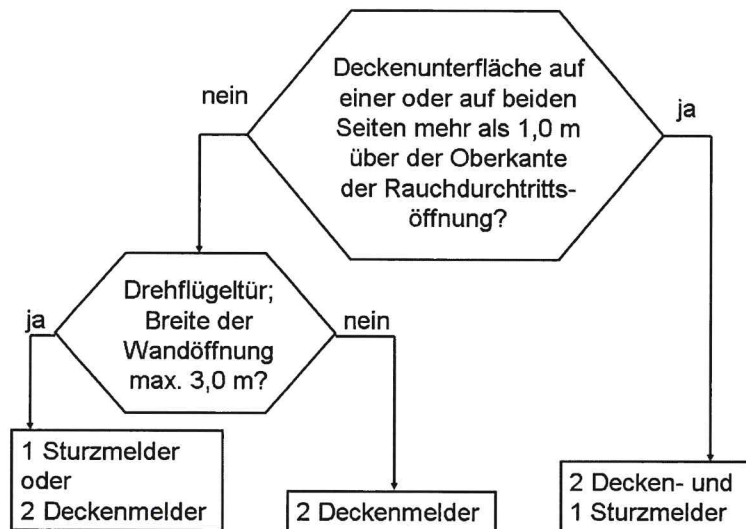 Deckenunterfläche auf
einer oder auf beiden
Seiten mehr als 1,0 m
über der Oberkante
der Rauchdurchtritts-
öffnung?
nein
ja
Drehflügeltür;
Breite der
Wandöffnung
max. 3,0 m?
ja
nein
1 Sturzmelder
oder
2 Deckenmelder
2 Deckenmelder
2 Decken- und
1 Sturzmelder